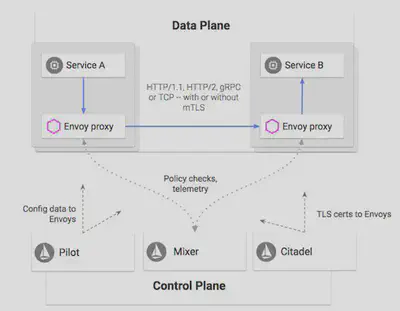 Data Plane
Service A
Service B
HTTP/1.1, HTTP/2, gRPC
or TCP – with or without
mTLS
Envoy proxy
Envoy proxy
Policy checks,
telemetry
Config data to
Envoys
TLS certs to Envoys
Pilot
Mixer
Citadel
Control Plane